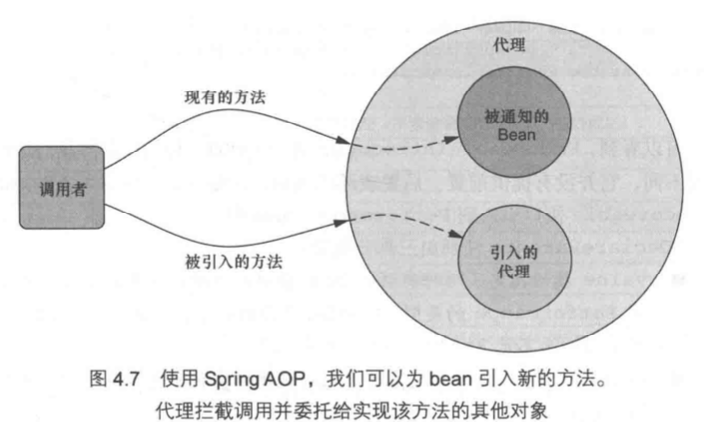 代理
现有的方法
被通知的
Bean
调用者
引入的
代理
被引入的方法
图 4.7 使用 Spring AOP，我们可以为 bean 引入新的方法。
代理拦截调用并委托给实现该方法的其他对象